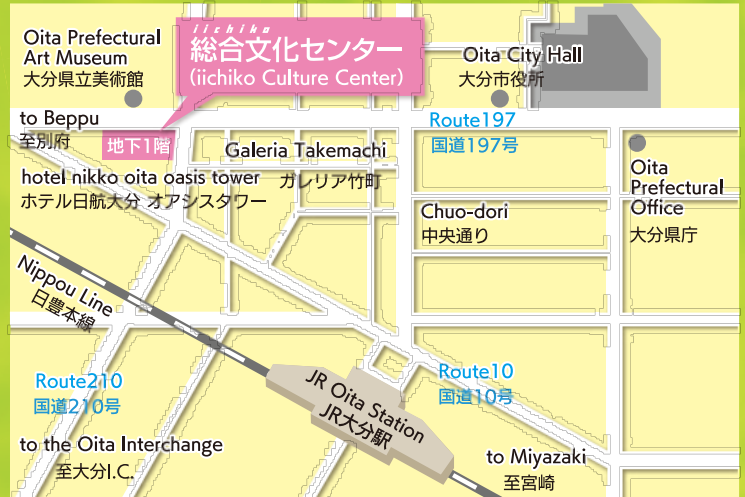 Oita Prefectural
Art Museum
大分県立美術館
iichiko
総合文化センター
(iichiko Culture Center)
Oita City Hall
大分市役所
to Beppu
至別府
地下1階
Galeria Takemachi
ガレリア竹町
Route197
国道197号
hotel nikko oita oasis tower
ホテル日航大分 オアシスタワー
Oita
Prefectural
Office
大分県庁
Chuo-dori
中央通り
Nippou Line
日豊本線
Route210
国道210号
JR Oita Station
JR大分駅
Route10
国道10号
to the Oita Interchange
至大分I.C.
to Miyazaki
至宮崎